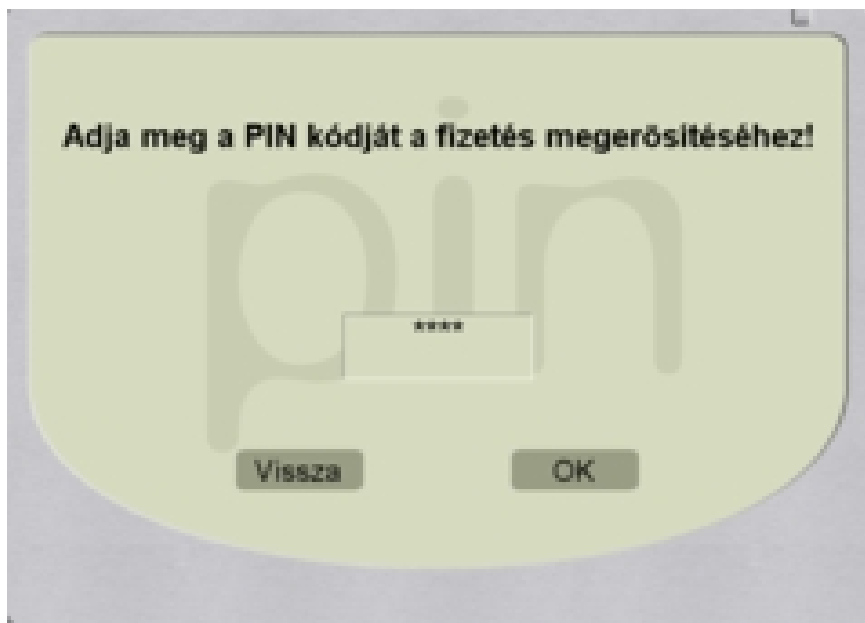 Adja meg a PIN kódját a fizetés megerősítéséhez!
pin
****
Vissza
OK